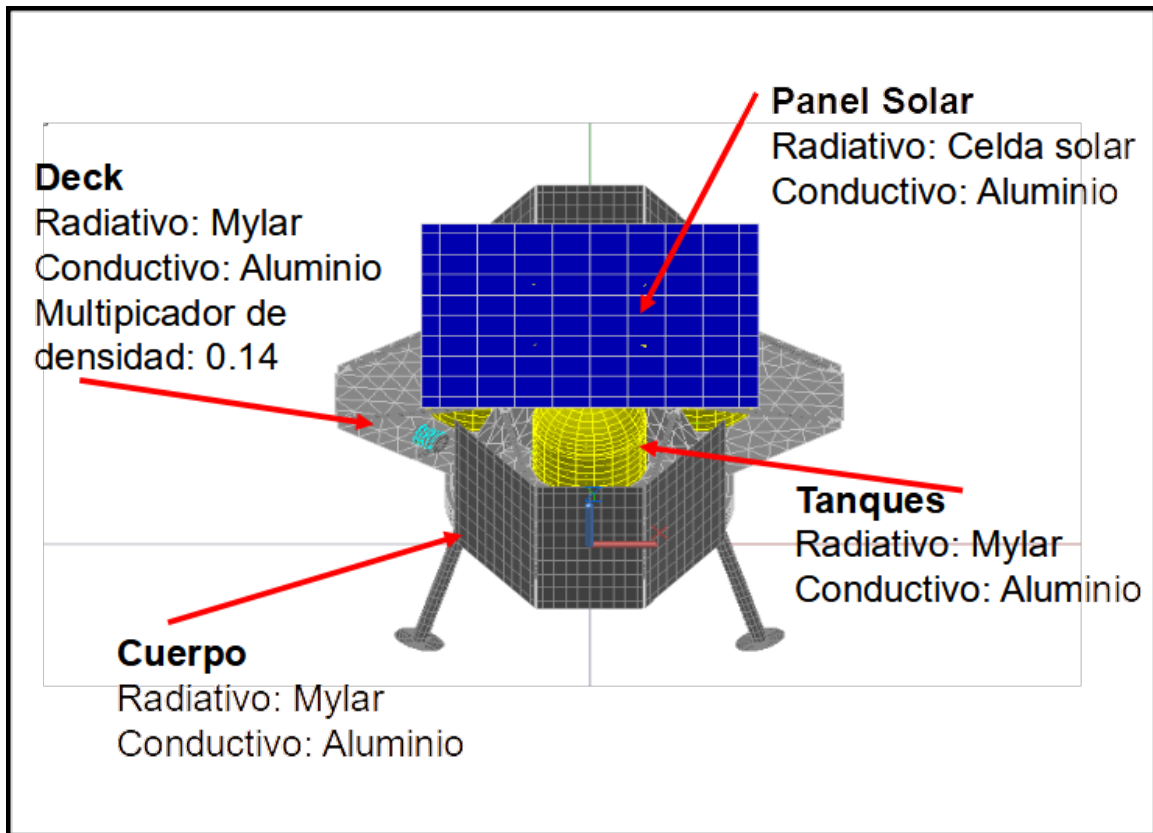 Panel Solar
Radiativo: Celda solar
Conductivo: Aluminio
Deck
Radiativo: Mylar
Conductivo: Aluminio
Multipicador de
densidad: 0.14
Tanques
Radiativo: Mylar
Conductivo: Aluminio
Cuerpo
Radiativo: Mylar
Conductivo: Aluminio